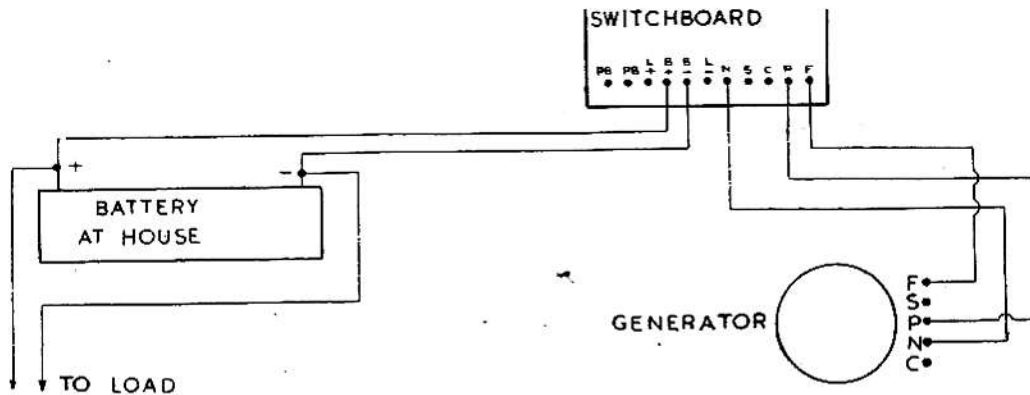 SWITCHBOARD
PB PB L+ B+ B- L- N S C P F
+
-
BATTERY
AT HOUSE
GENERATOR
F
S
P
N
C
TO LOAD